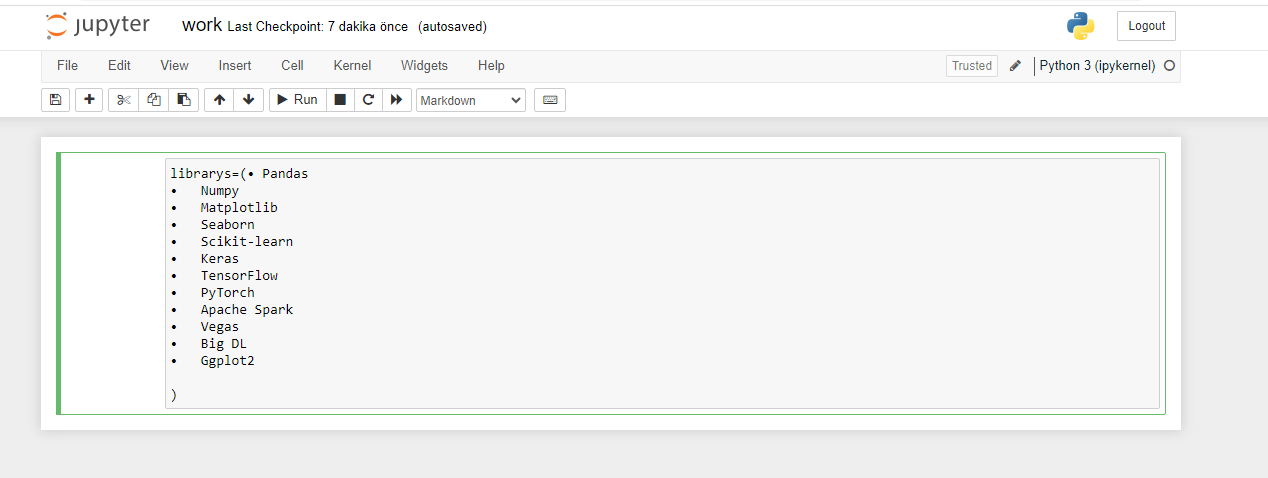 jupyter work Last Checkpoint: 7 dakika önce (autosaved) Logout
File Edit View Insert Cell Kernel Widgets Help Trusted Python 3 (ipykernel)
Run Markdown
librarys=(• Pandas
• Numpy
• Matplotlib
• Seaborn
• Scikit-learn
• Keras
• TensorFlow
• PyTorch
• Apache Spark
• Vegas
• Big DL
• Ggplot2
)